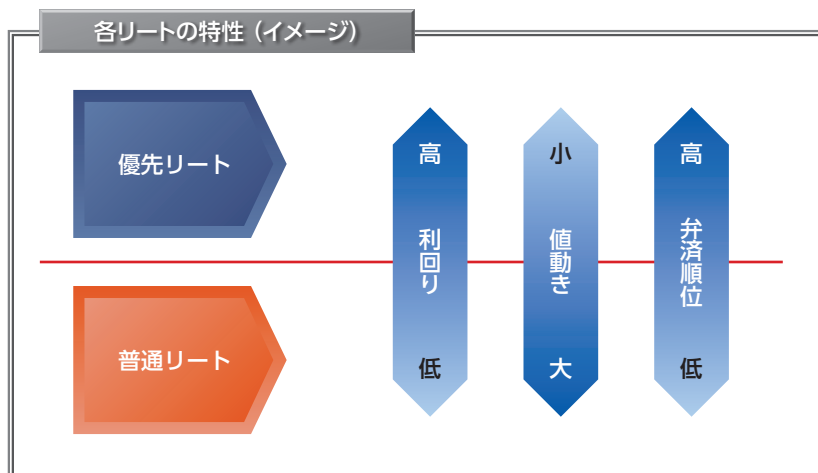 各リートの特性（イメージ）
優先リート
普通リート
高
利回り
低
小
値動き
大
高
弁済順位
低